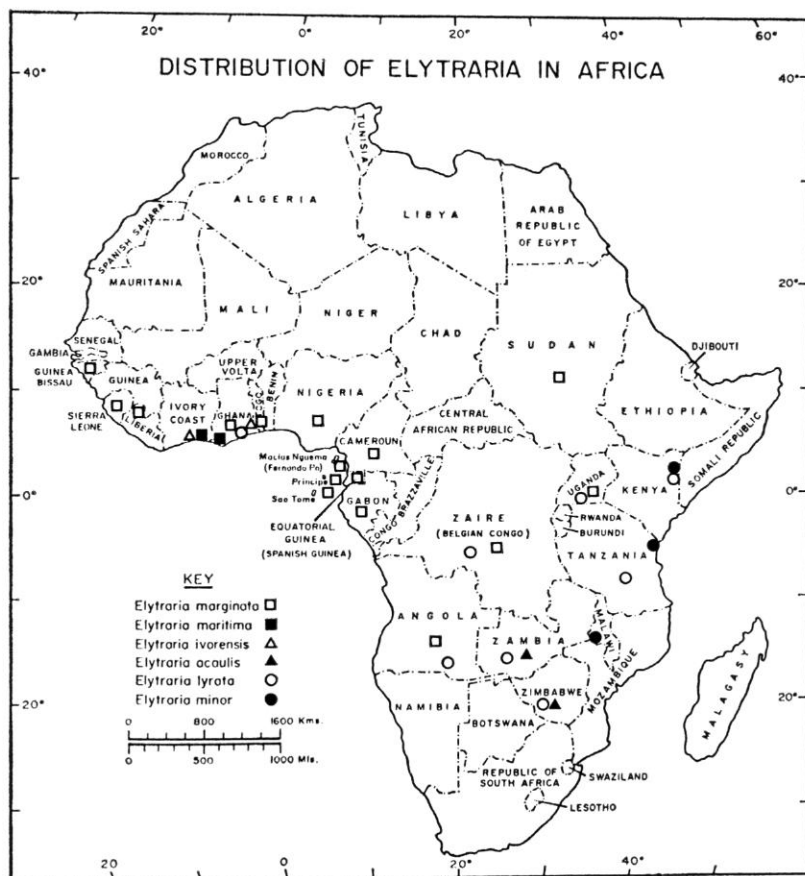 20° 0° 20° 40° 60°
40° 40°
DISTRIBUTION OF ELYTRARIA IN AFRICA
TUNISIA
MOROCCO
ALGERIA
LIBYA
ARAB
REPUBLIC
OF EGYPT
SPANISH SAHARA
MAURITANIA
20° 20°
MALI
NIGER
CHAD
SUDAN
DJIBOUTI
SENEGAL
GAMBIA
GUINEA
BISSAU
GUINEA
UPPER
VOLTA
BENIN
TOGO
NIGERIA
SIERRA
LEONE
(LIBERIA)
IVORY
COAST
GHANA
CENTRAL
AFRICAN REPUBLIC
ETHIOPIA
SOMALI REPUBLIC
CAMEROUN
Macias Nguema
(Fernando Po)
Principe
Sao Tome
0° 0°
GABON
CONGO BRAZZAVILLE
EQUATORIAL
GUINEA
(SPANISH GUINEA)
UGANDA
KENYA
ZAIRE
(BELGIAN CONGO)
RWANDA
BURUNDI
TANZANIA
KEY
Elytraria marginata
Elytraria maritima
Elytraria ivorensis
Elytraria acaulis
Elytraria lyrata
Elytraria minor
0 800 1600 Kms.
0 500 1000 Mls.
ANGOLA
ZAMBIA
MALAWI
MOZAMBIQUE
ZIMBABWE
NAMIBIA
BOTSWANA
MALAGASY
20° 20°
REPUBLIC OF
SOUTH AFRICA
SWAZILAND
LESOTHO
20 0° 20° 40°